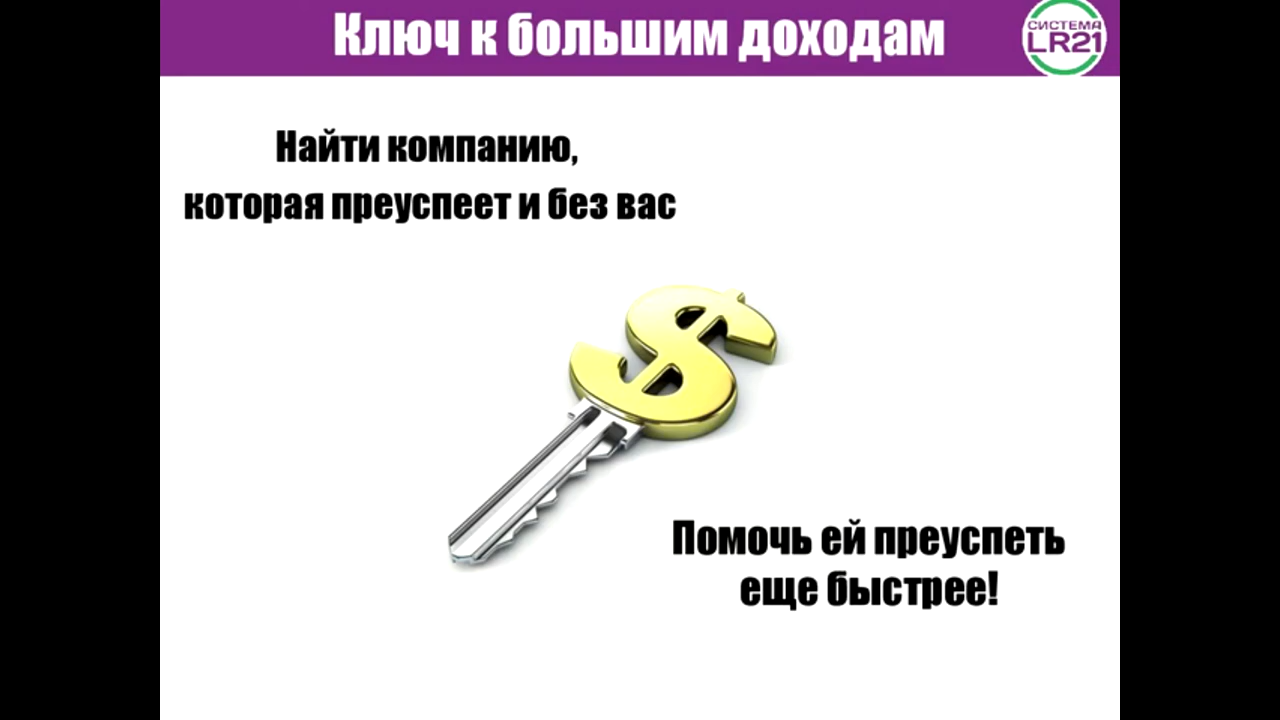 Ключ к большим доходам
СИСТЕМА
LR21
Найти компанию,
которая преуспеет и без вас
Помочь ей преуспеть
еще быстрее!